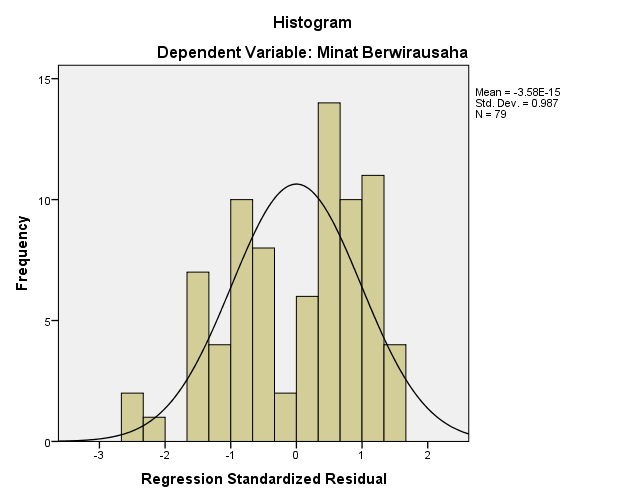 Histogram
Dependent Variable: Minat Berwirausaha
Mean = -3.58E-15
Std. Dev. = 0.987
N = 79
Frequency
15
10
5
0
-3 -2 -1 0 1 2
Regression Standardized Residual